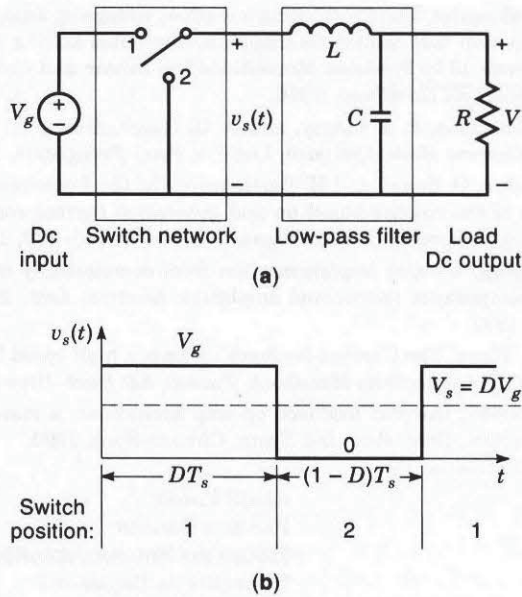 1
2
+
+
V_g
+
−
L
v_s(t)
C
R
V
−
−
Dc input
Switch network
Low-pass filter
Load
Dc output
(a)
v_s(t)
V_g
V_s = DV_g
0
DT_s
(1 − D)T_s
t
Switch position:
1
2
1
(b)